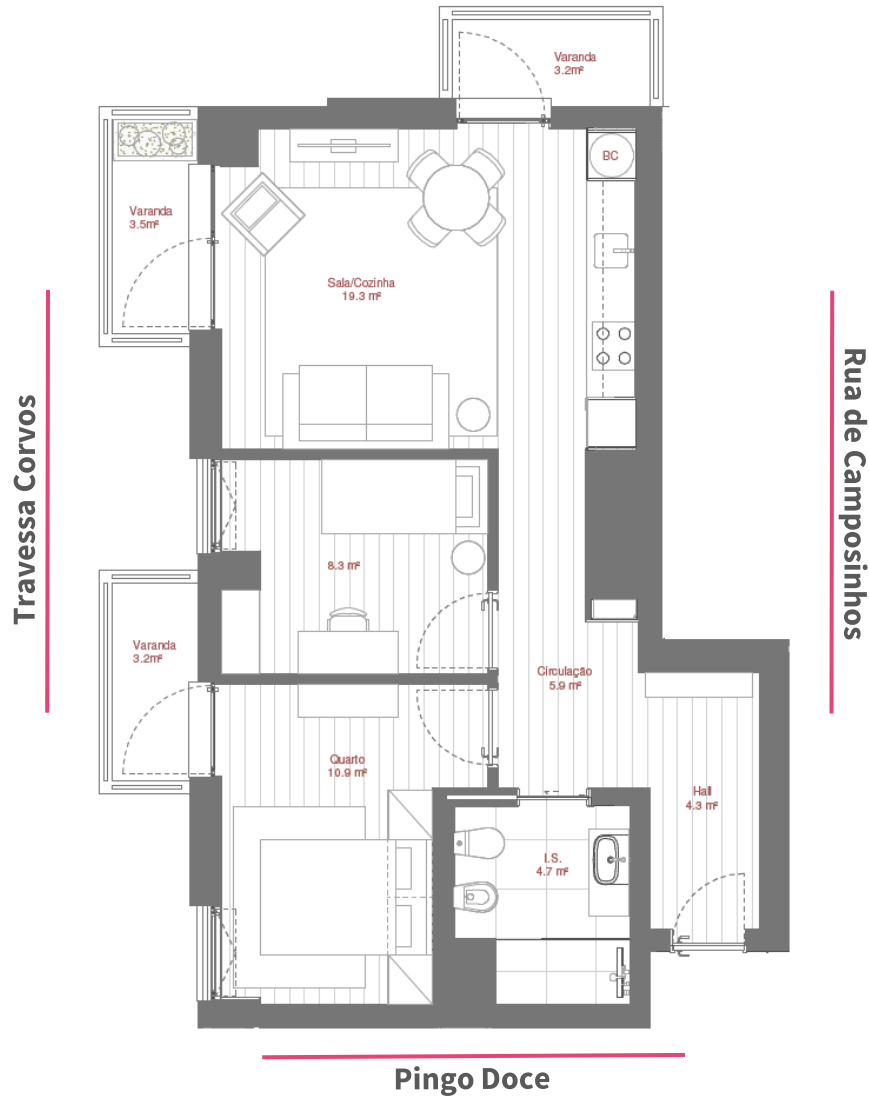 Varanda
3.2m²
BC
Varanda
3.5m²
Sala/Cozinha
19.3 m²
Travessa Corvos
Rua de Camposinhos
8.3 m²
Varanda
3.2m²
Circulação
5.9 m²
Quarto
10.9 m²
Hall
4.3 m²
I.S.
4.7 m²
Pingo Doce